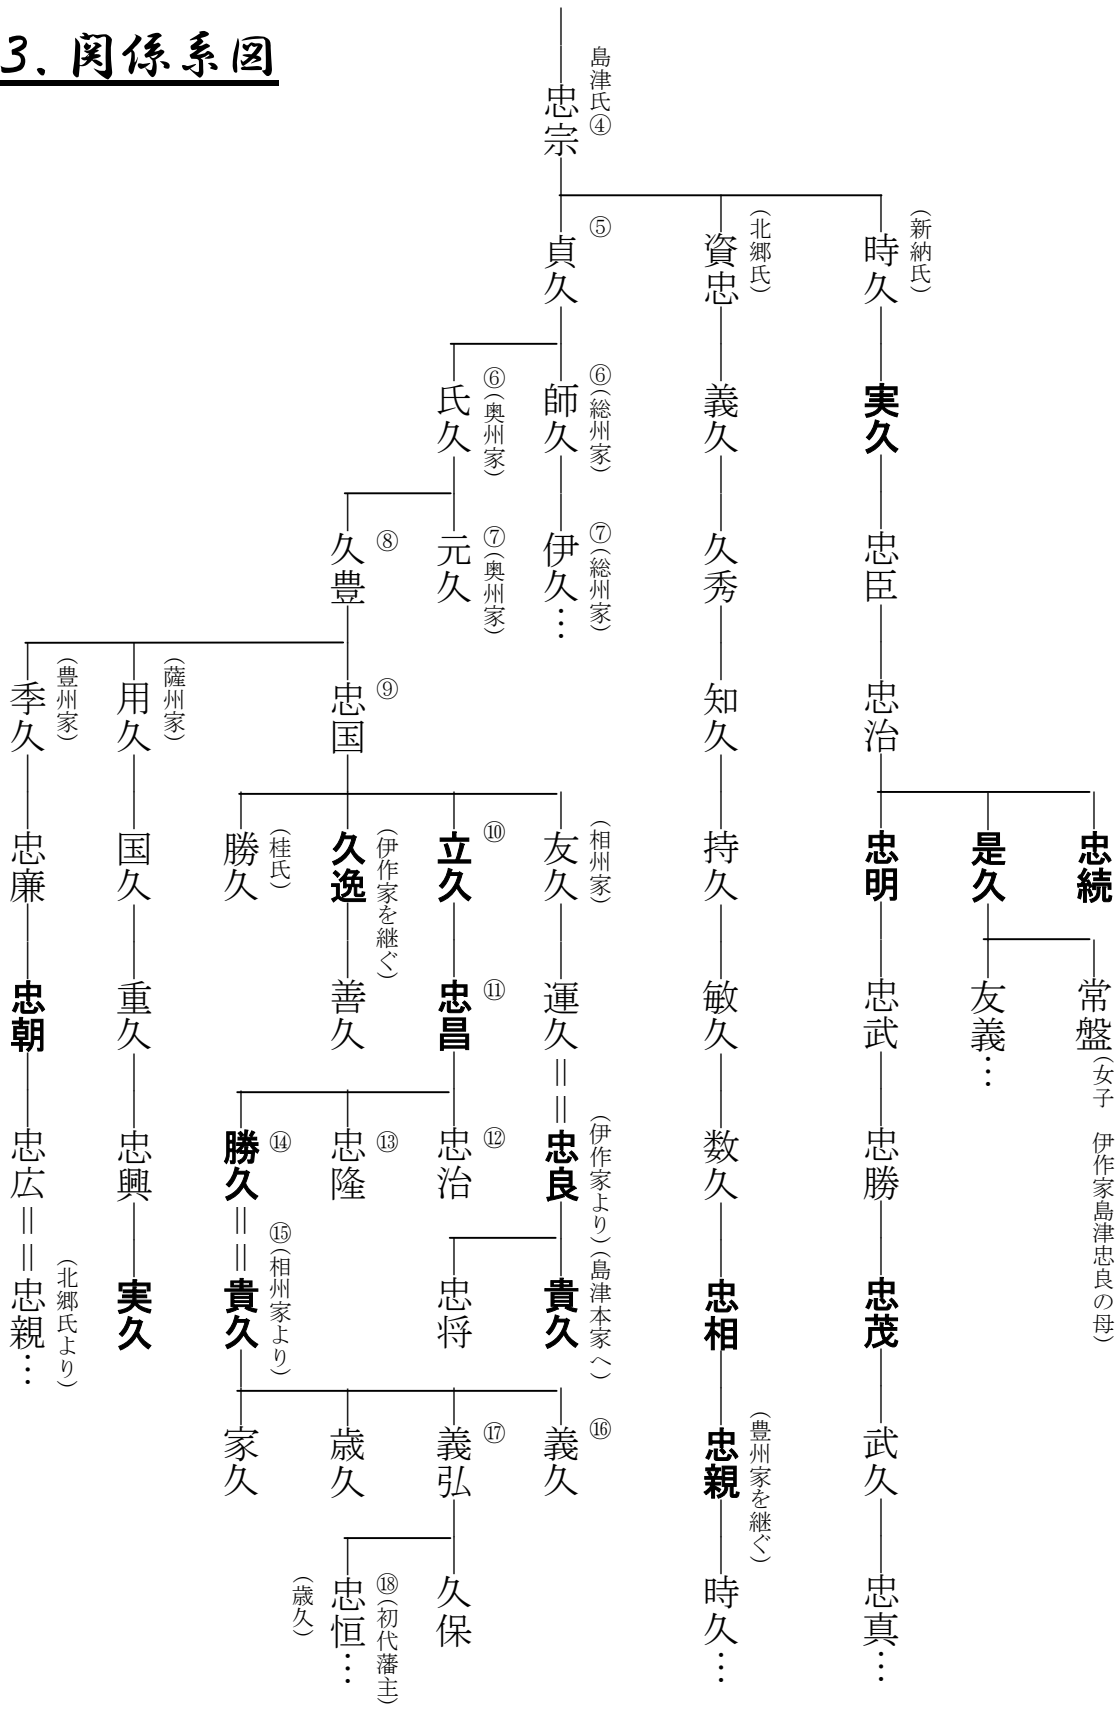 3. 関係系図
島津氏④
忠宗
(新納氏)
時久
実久
忠臣
忠治
忠続
是久
忠明
常盤
(女子 伊作家島津忠良の母)
友義…
忠武
忠勝
忠茂
武久
忠真…
(北郷氏)
資忠
義久
久秀
知久
持久
敏久
数久
忠相
(豊州家を継ぐ)
忠親
時久…
⑤
貞久
⑥(総州家)
師久
⑦(総州家)
伊久…
⑥(奥州家)
氏久
⑦(奥州家)
元久
⑧
久豊
⑨
忠国
(相州家)
友久
運久
(伊作家より)
忠良
(島津本家へ)
貴久
忠将
⑩
立久
⑪
忠昌
⑫
忠治
⑬
忠隆
⑭
勝久
⑮(相州家より)
貴久
⑯
義久
⑰
義弘
歳久
家久
久保
⑱(初代藩主)
忠恒…
(歳久)
(伊作家を継ぐ)
久逸
善久
(桂氏)
勝久
(薩州家)
用久
国久
重久
忠興
実久
(豊州家)
季久
忠廉
忠朝
忠広
(北郷氏より)
忠親…